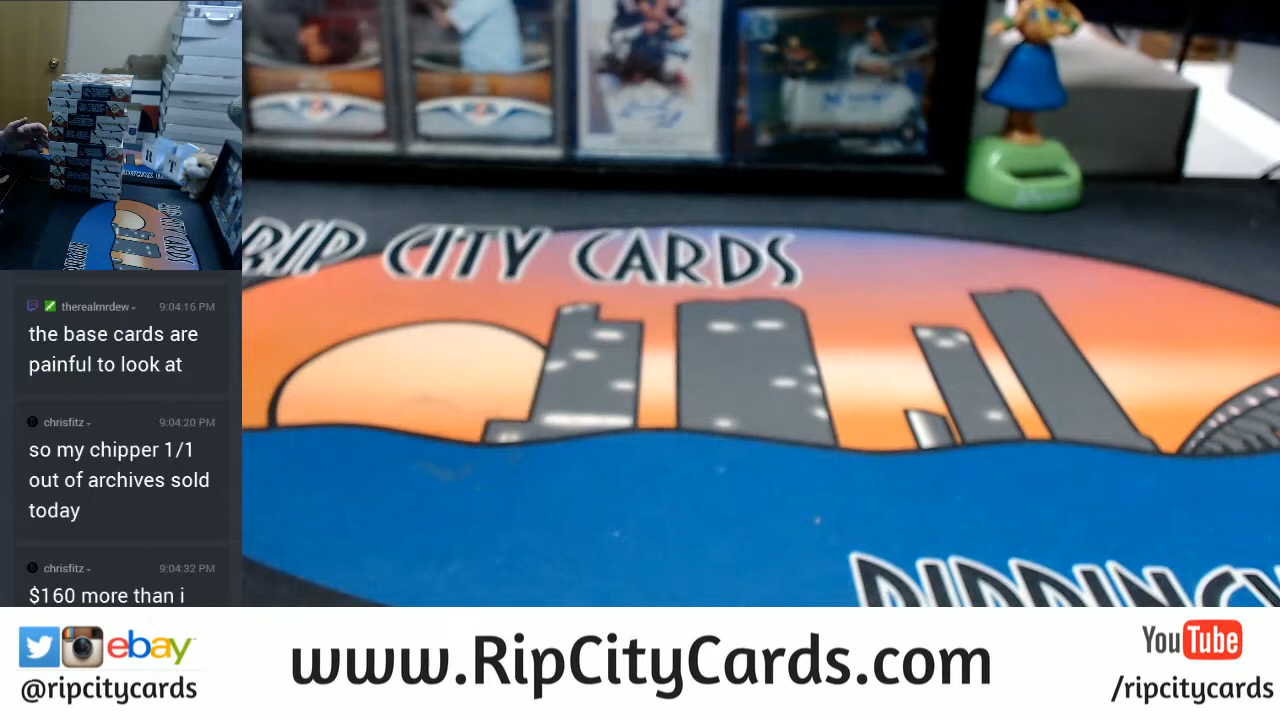 RIP CITY CARDS
therealmrdew 9:04:16 PM
the base cards are
painful to look at
chrisfitz 9:04:20 PM
so my chipper 1/1
out of archives sold
today
chrisfitz 9:04:32 PM
$160 more than i
ebay
@ripcitycards
www.RipCityCards.com
YouTube
/ripcitycards